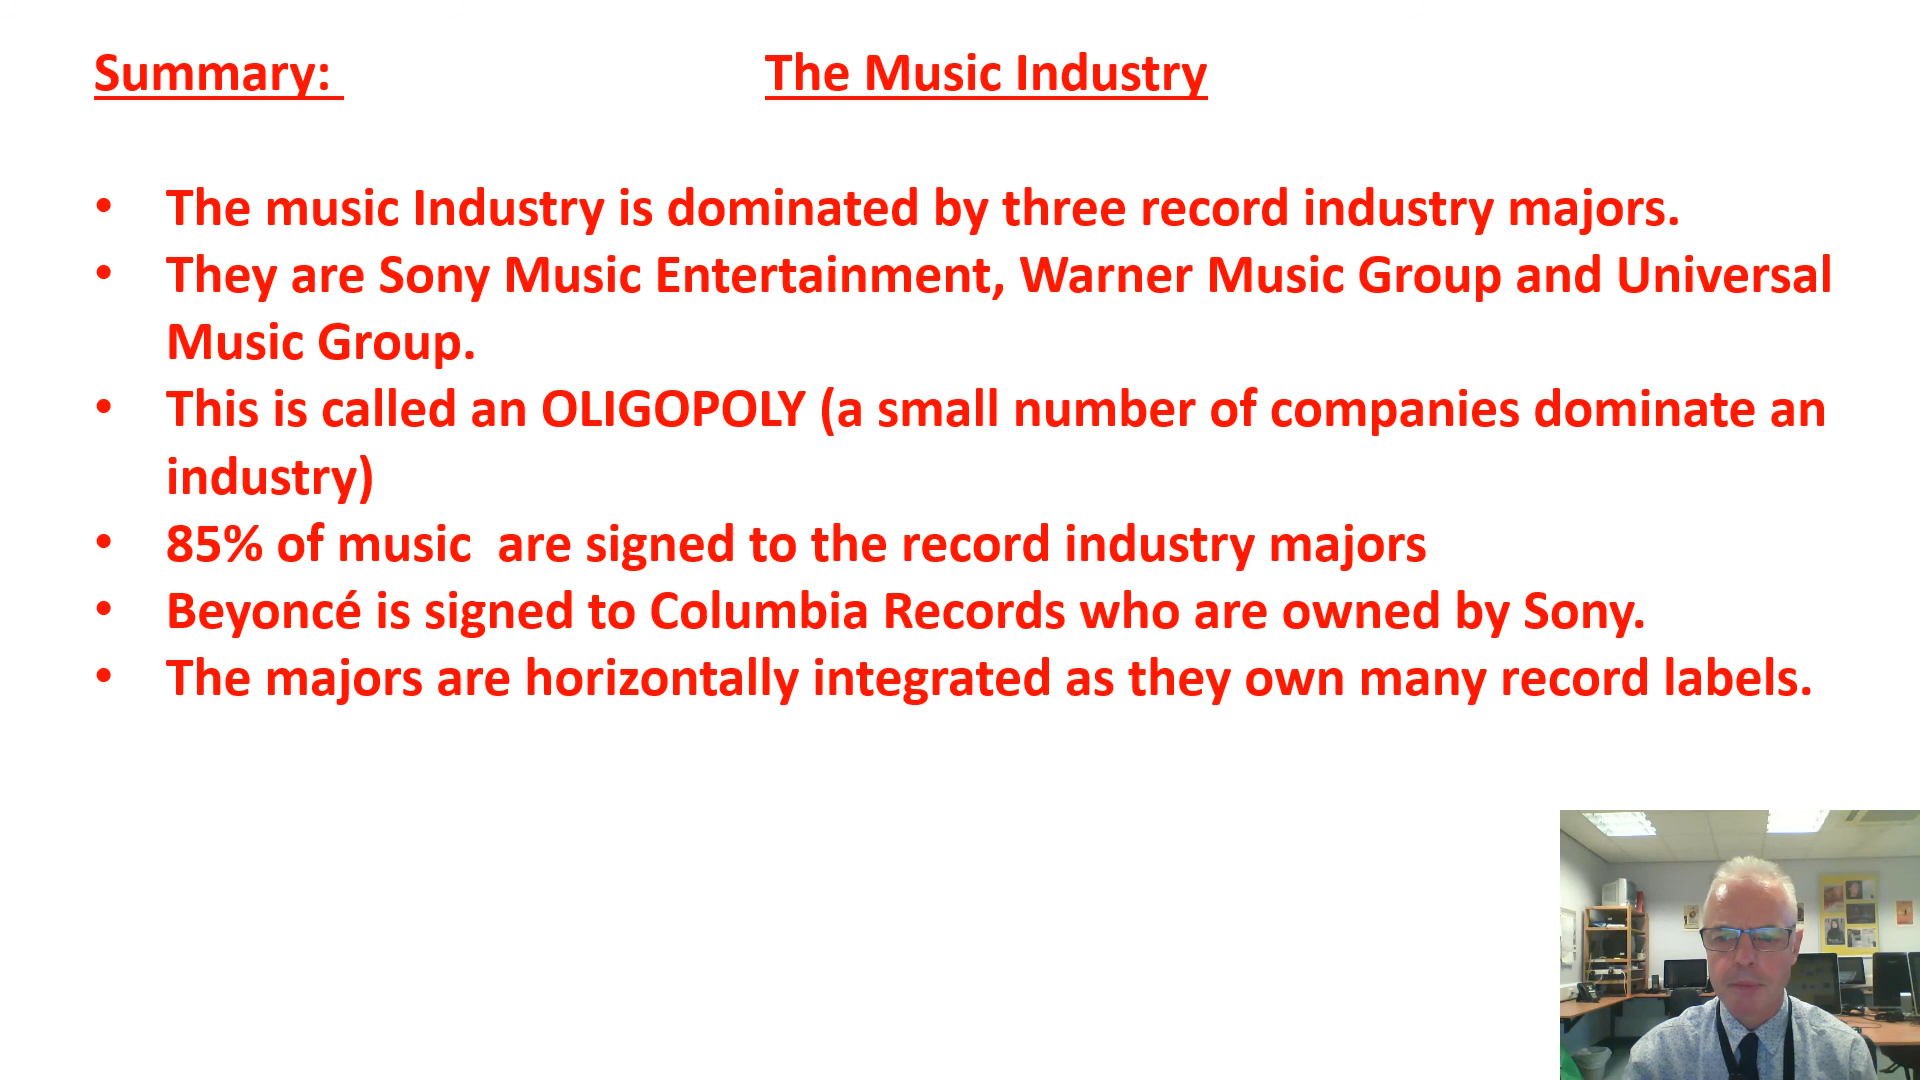 Summary: The Music Industry
• The music Industry is dominated by three record industry majors.
• They are Sony Music Entertainment, Warner Music Group and Universal
Music Group.
• This is called an OLIGOPOLY (a small number of companies dominate an
industry)
• 85% of music  are signed to the record industry majors
• Beyoncé is signed to Columbia Records who are owned by Sony.
• The majors are horizontally integrated as they own many record labels.